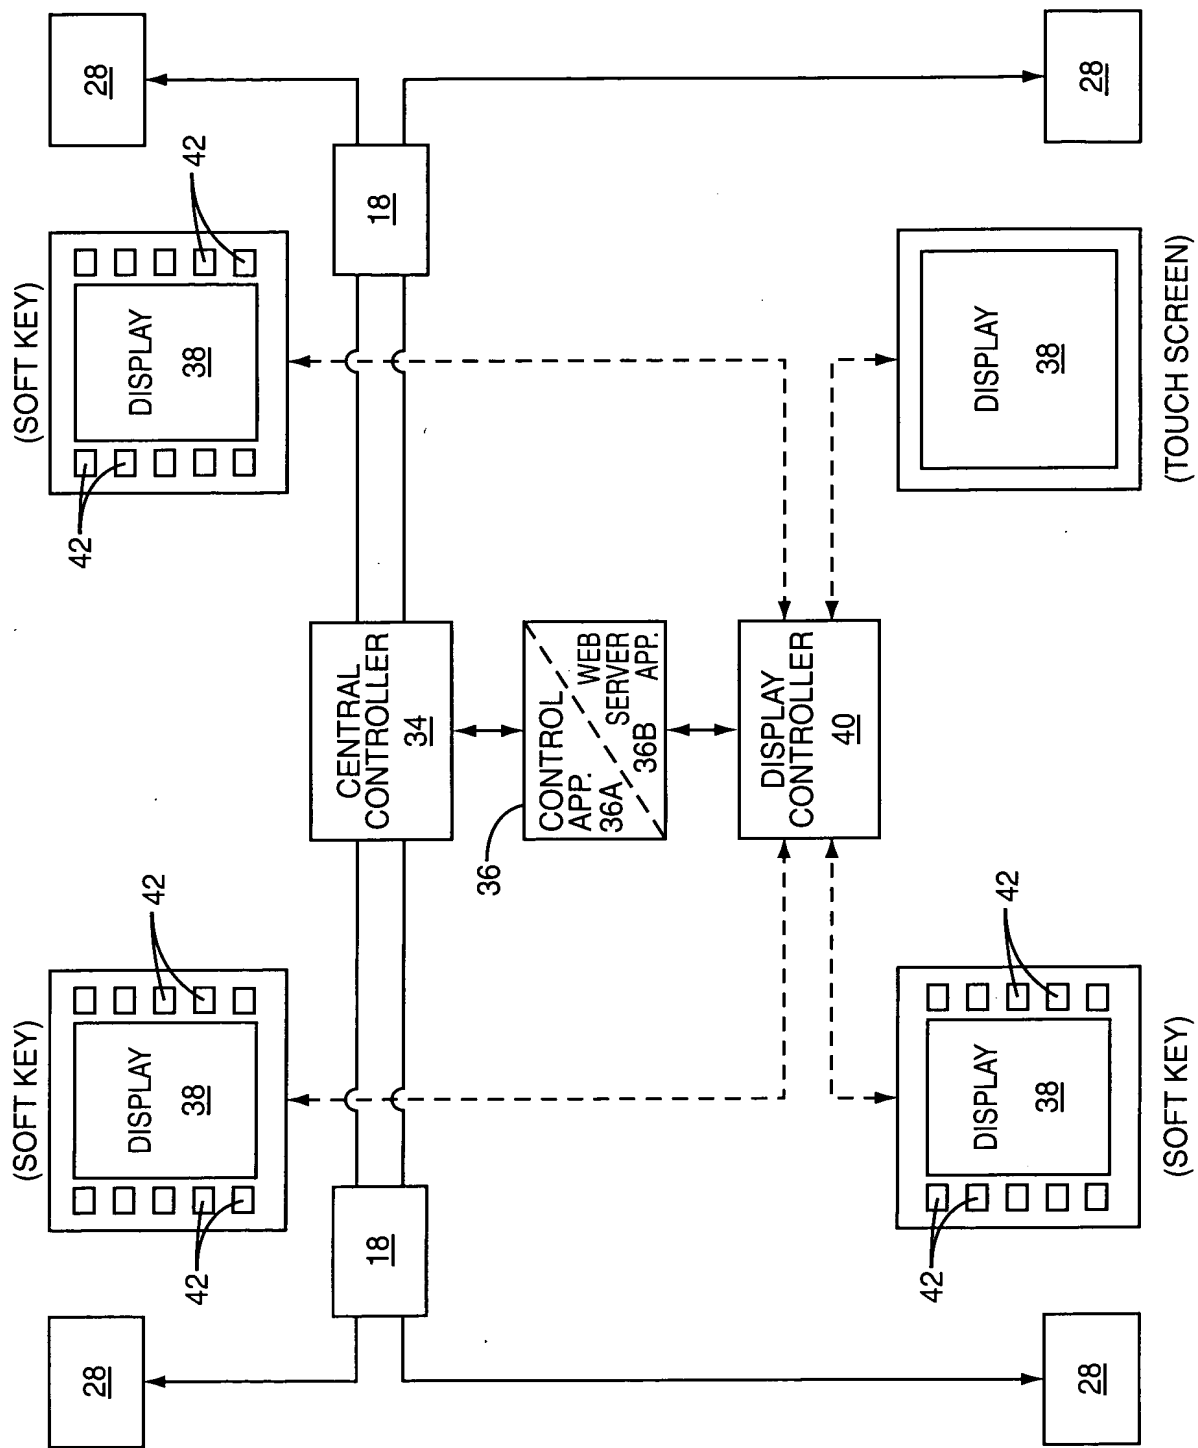 (SOFT KEY)
(SOFT KEY)
28
DISPLAY
38
42
42
42
DISPLAY
38
42
28
18
CENTRAL
CONTROLLER
34
18
36
CONTROL
APP.
36A
WEB
SERVER
APP.
36B
DISPLAY
CONTROLLER
40
28
42
DISPLAY
38
42
DISPLAY
38
28
(SOFT KEY)
(TOUCH SCREEN)